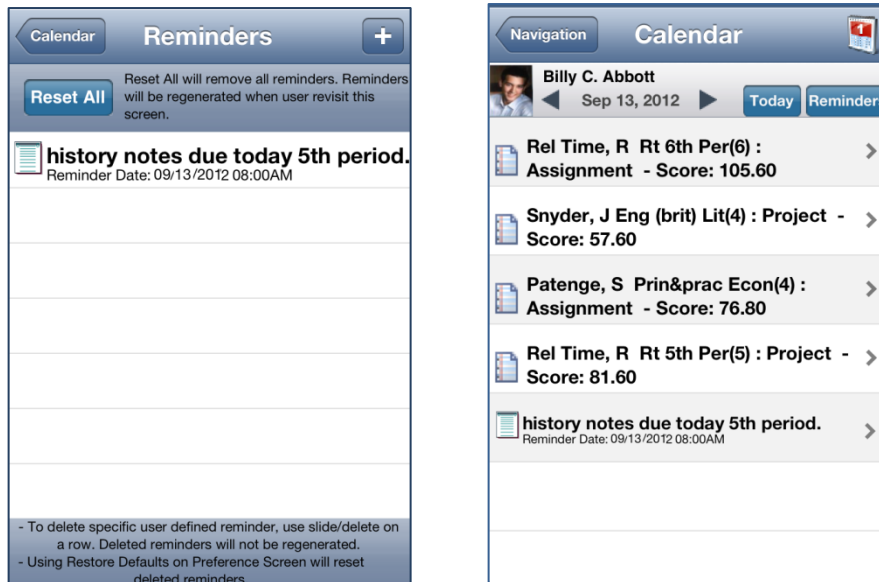 Calendar
Reminders
+
Reset All
Reset All will remove all reminders. Reminders
will be regenerated when user revisit this
screen.
history notes due today 5th period.
Reminder Date: 09/13/2012 08:00AM
- To delete specific user defined reminder, use slide/delete on
a row. Deleted reminders will not be regenerated.
- Using Restore Defaults on Preference Screen will reset
deleted reminders
Navigation
Calendar
1
Billy C. Abbott
Sep 13, 2012
Today
Reminder
Rel Time, R Rt 6th Per(6) :
Assignment - Score: 105.60
Snyder, J Eng (brit) Lit(4) : Project -
Score: 57.60
Patenge, S Prin&prac Econ(4) :
Assignment - Score: 76.80
Rel Time, R Rt 5th Per(5) : Project -
Score: 81.60
history notes due today 5th period.
Reminder Date: 09/13/2012 08:00AM